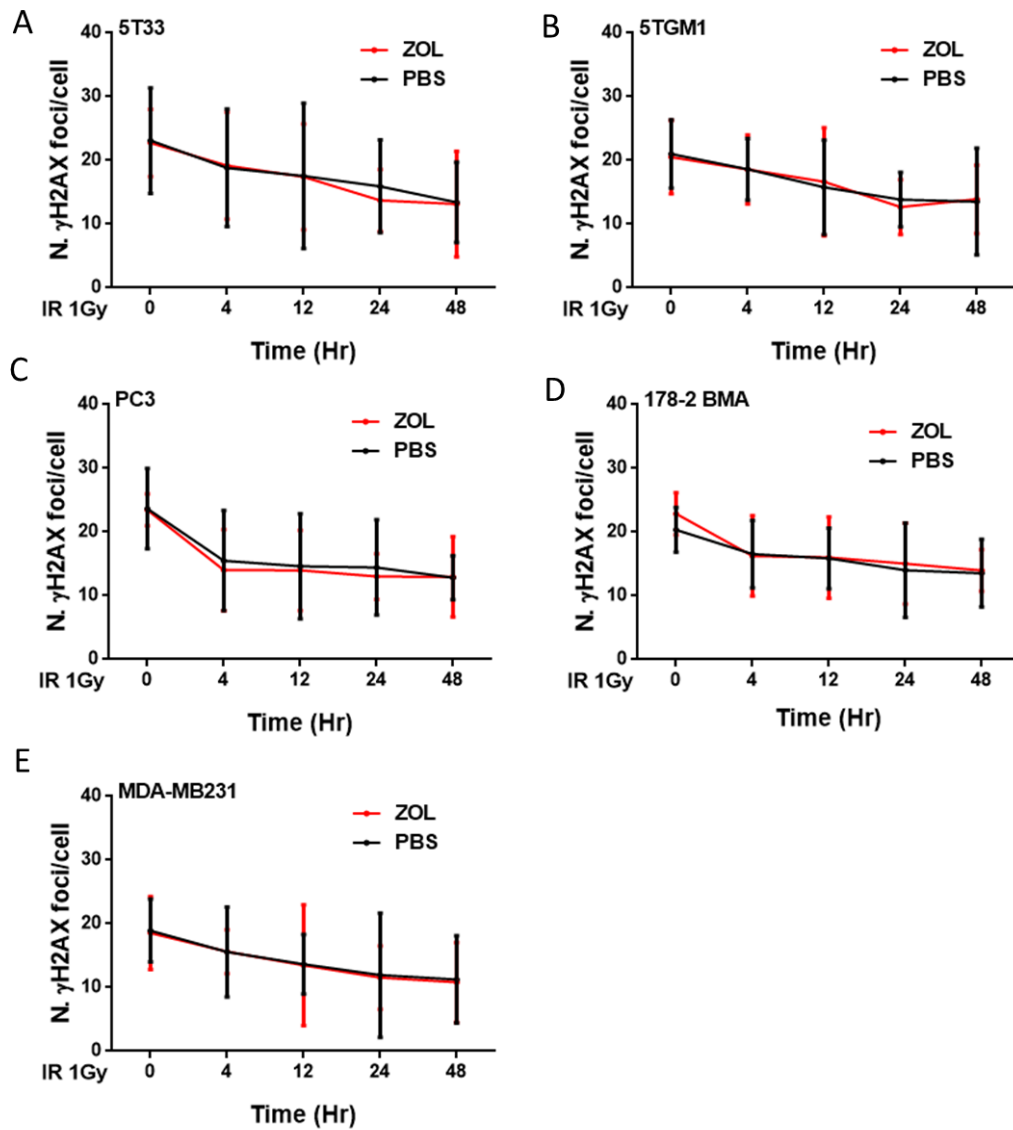 A
5T33
ZOL
PBS
N. γH2AX foci/cell
40
30
20
10
0
IR 1Gy
0 4 12 24 48
Time (Hr)
B
5TGM1
ZOL
PBS
N. γH2AX foci/cell
40
30
20
10
0
IR 1Gy
0 4 12 24 48
Time (Hr)
C
PC3
ZOL
PBS
N. γH2AX foci/cell
40
30
20
10
0
IR 1Gy
0 4 12 24 48
Time (Hr)
D
178-2 BMA
ZOL
PBS
N. γH2AX foci/cell
40
30
20
10
0
IR 1Gy
0 4 12 24 48
Time (Hr)
E
MDA-MB231
ZOL
PBS
N. γH2AX foci/cell
40
30
20
10
0
IR 1Gy
0 4 12 24 48
Time (Hr)